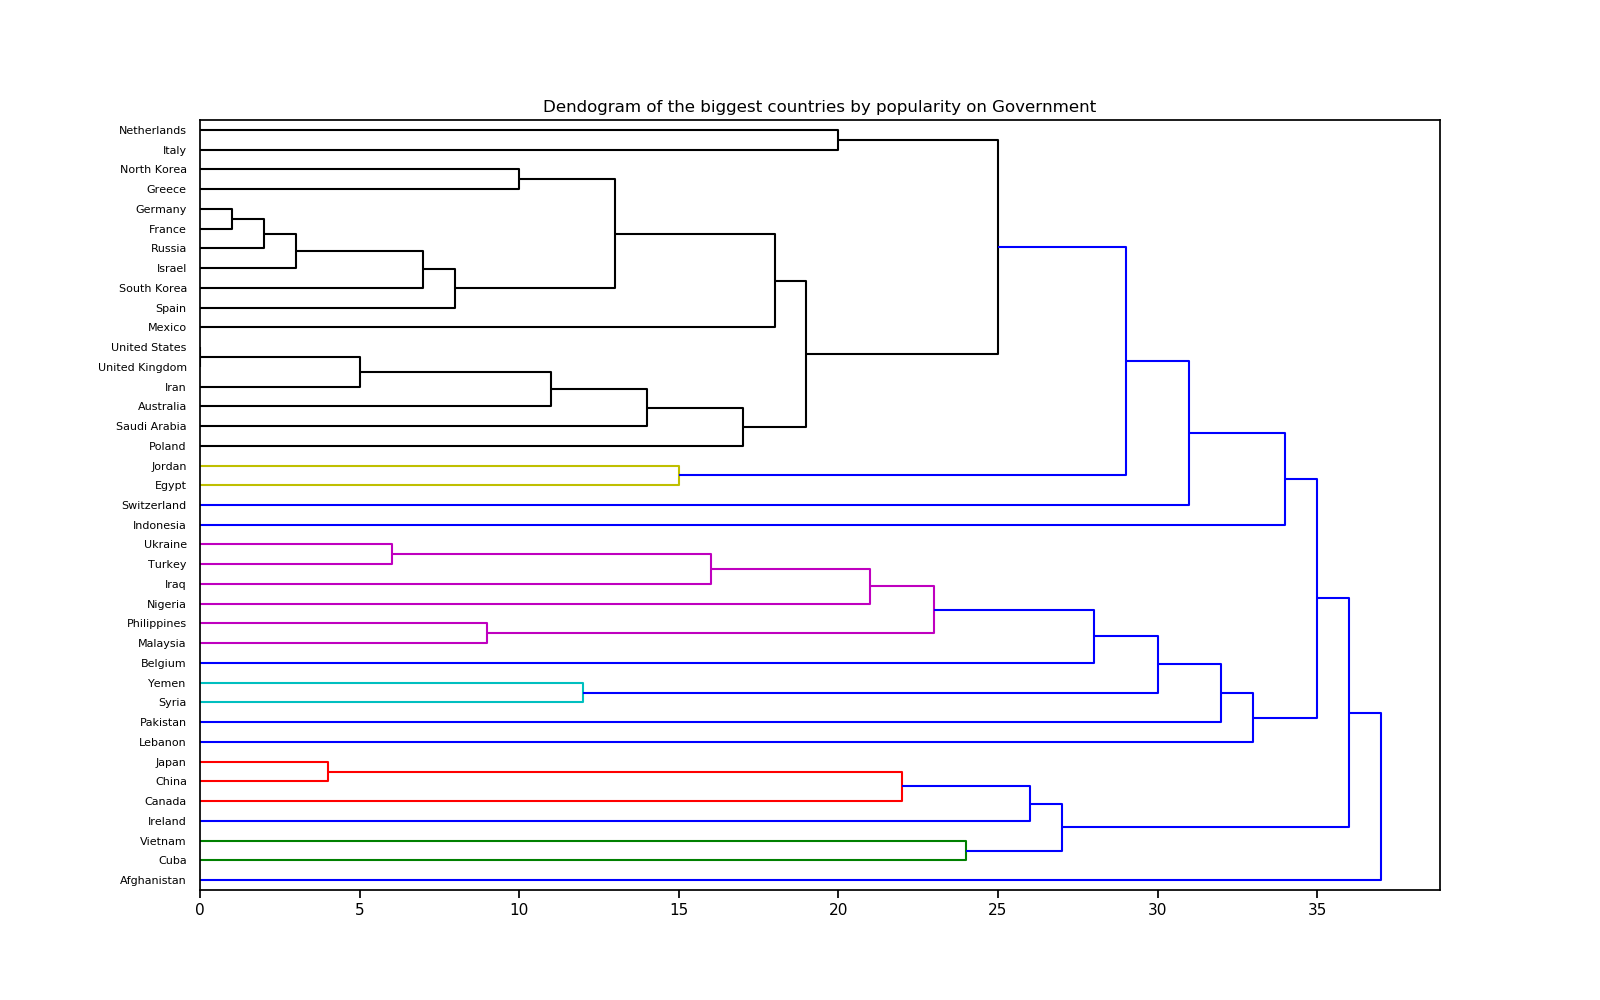 Dendogram of the biggest countries by popularity on Government
Netherlands
Italy
North Korea
Greece
Germany
France
Russia
Israel
South Korea
Spain
Mexico
United States
United Kingdom
Iran
Australia
Saudi Arabia
Poland
Jordan
Egypt
Switzerland
Indonesia
Ukraine
Turkey
Iraq
Nigeria
Philippines
Malaysia
Belgium
Yemen
Syria
Pakistan
Lebanon
Japan
China
Canada
Ireland
Vietnam
Cuba
Afghanistan
0 5 10 15 20 25 30 35